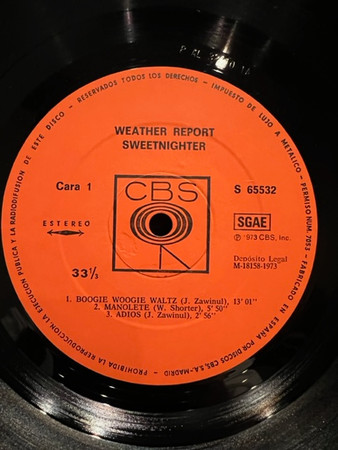 RESERVADOS TODOS LOS DERECHOS - IMPUESTO DE LUJO A METALICO - PERMISO NUM. 7053 - FABRICADO EN ESPAÑA POR DISCOS CBS, S.A. - MADRID - PROHIBIDA LA REPRODUCCION, LA EJECUCION PUBLICA Y LA RADIODIFUSION DE ESTE DISCO -
WEATHER REPORT
SWEETNIGHTER
Cara 1
CBS
S 65532
ESTEREO
SGAE
℗ 1973 CBS, Inc.
Depósito Legal
M-18158-1973
33⅓
1. BOOGIE WOOGIE WALTZ (J. Zawinul), 13' 01"
2. MANOLETE (W. Shorter), 5' 50"
3. ADIOS (J. Zawinul), 2' 56"